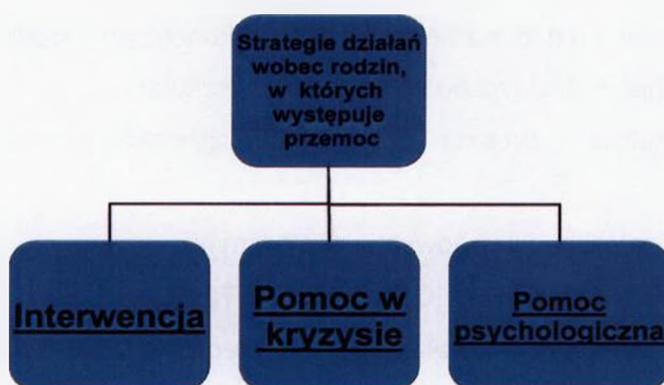 Strategie działań
wobec rodzin,
w których
występuje
przemoc
Interwencja
Pomoc w
kryzysie
Pomoc
psychologiczna